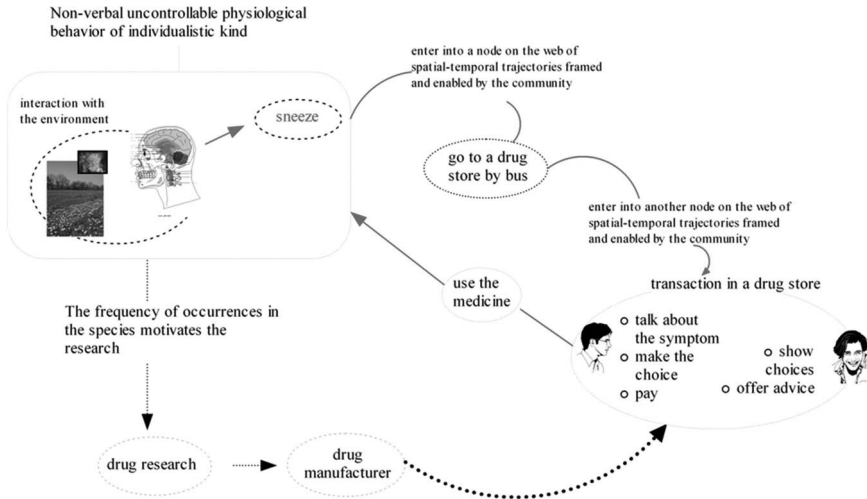 Non-verbal uncontrollable physiological
behavior of individualistic kind
interaction with
the environment
sneeze
enter into a node on the web of
spatial-temporal trajectories framed
and enabled by the community
go to a drug
store by bus
enter into another node on the web of
spatial-temporal trajectories framed
and enabled by the community
transaction in a drug store
talk about
the symptom
make the
choice
pay
show
choices
offer advice
use the
medicine
The frequency of occurrences in
the species motivates the
research
drug research
drug
manufacturer